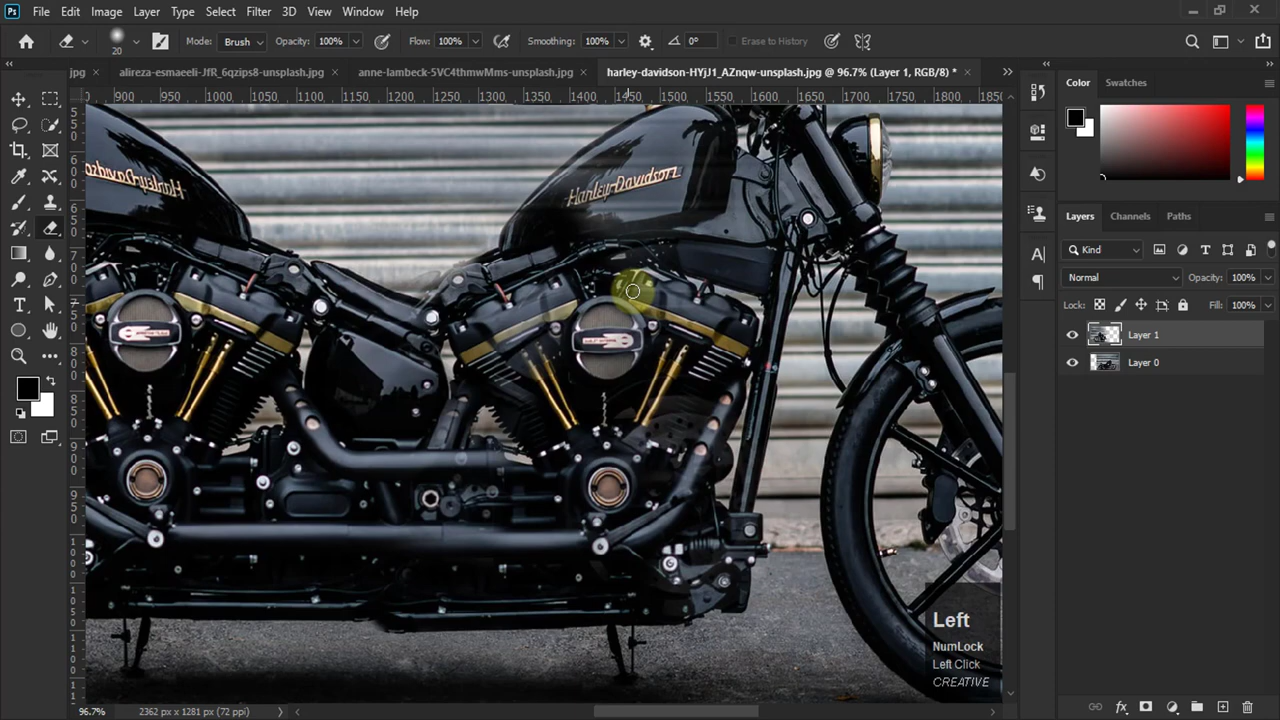 Ps File Edit Image Layer Type Select Filter 3D View Window Help
20 Mode: Brush Opacity: 100% Flow: 100% Smoothing: 100% 0° Erase to History
jpg × alireza-esmaeeli-JfR_6qzips8-unsplash.jpg × anne-lambeck-5VC4thmwMms-unsplash.jpg × harley-davidson-HYjJ1_AZnqw-unsplash.jpg @ 96.7% (Layer 1, RGB/8) * ×
900 950 1000 1050 1100 1150 1200 1250 1300 1350 1400 1450 1500 1550 1600 1650 1700 1750 1800 1850
Color Swatches
Harley-Davidson
Layers Channels Paths
Kind
Normal Opacity: 100%
Lock: Fill: 100%
Layer 1
Layer 0
Left
NumLock
Left Click
CREATIVE
96.7% 2362 px x 1281 px (72 ppi)